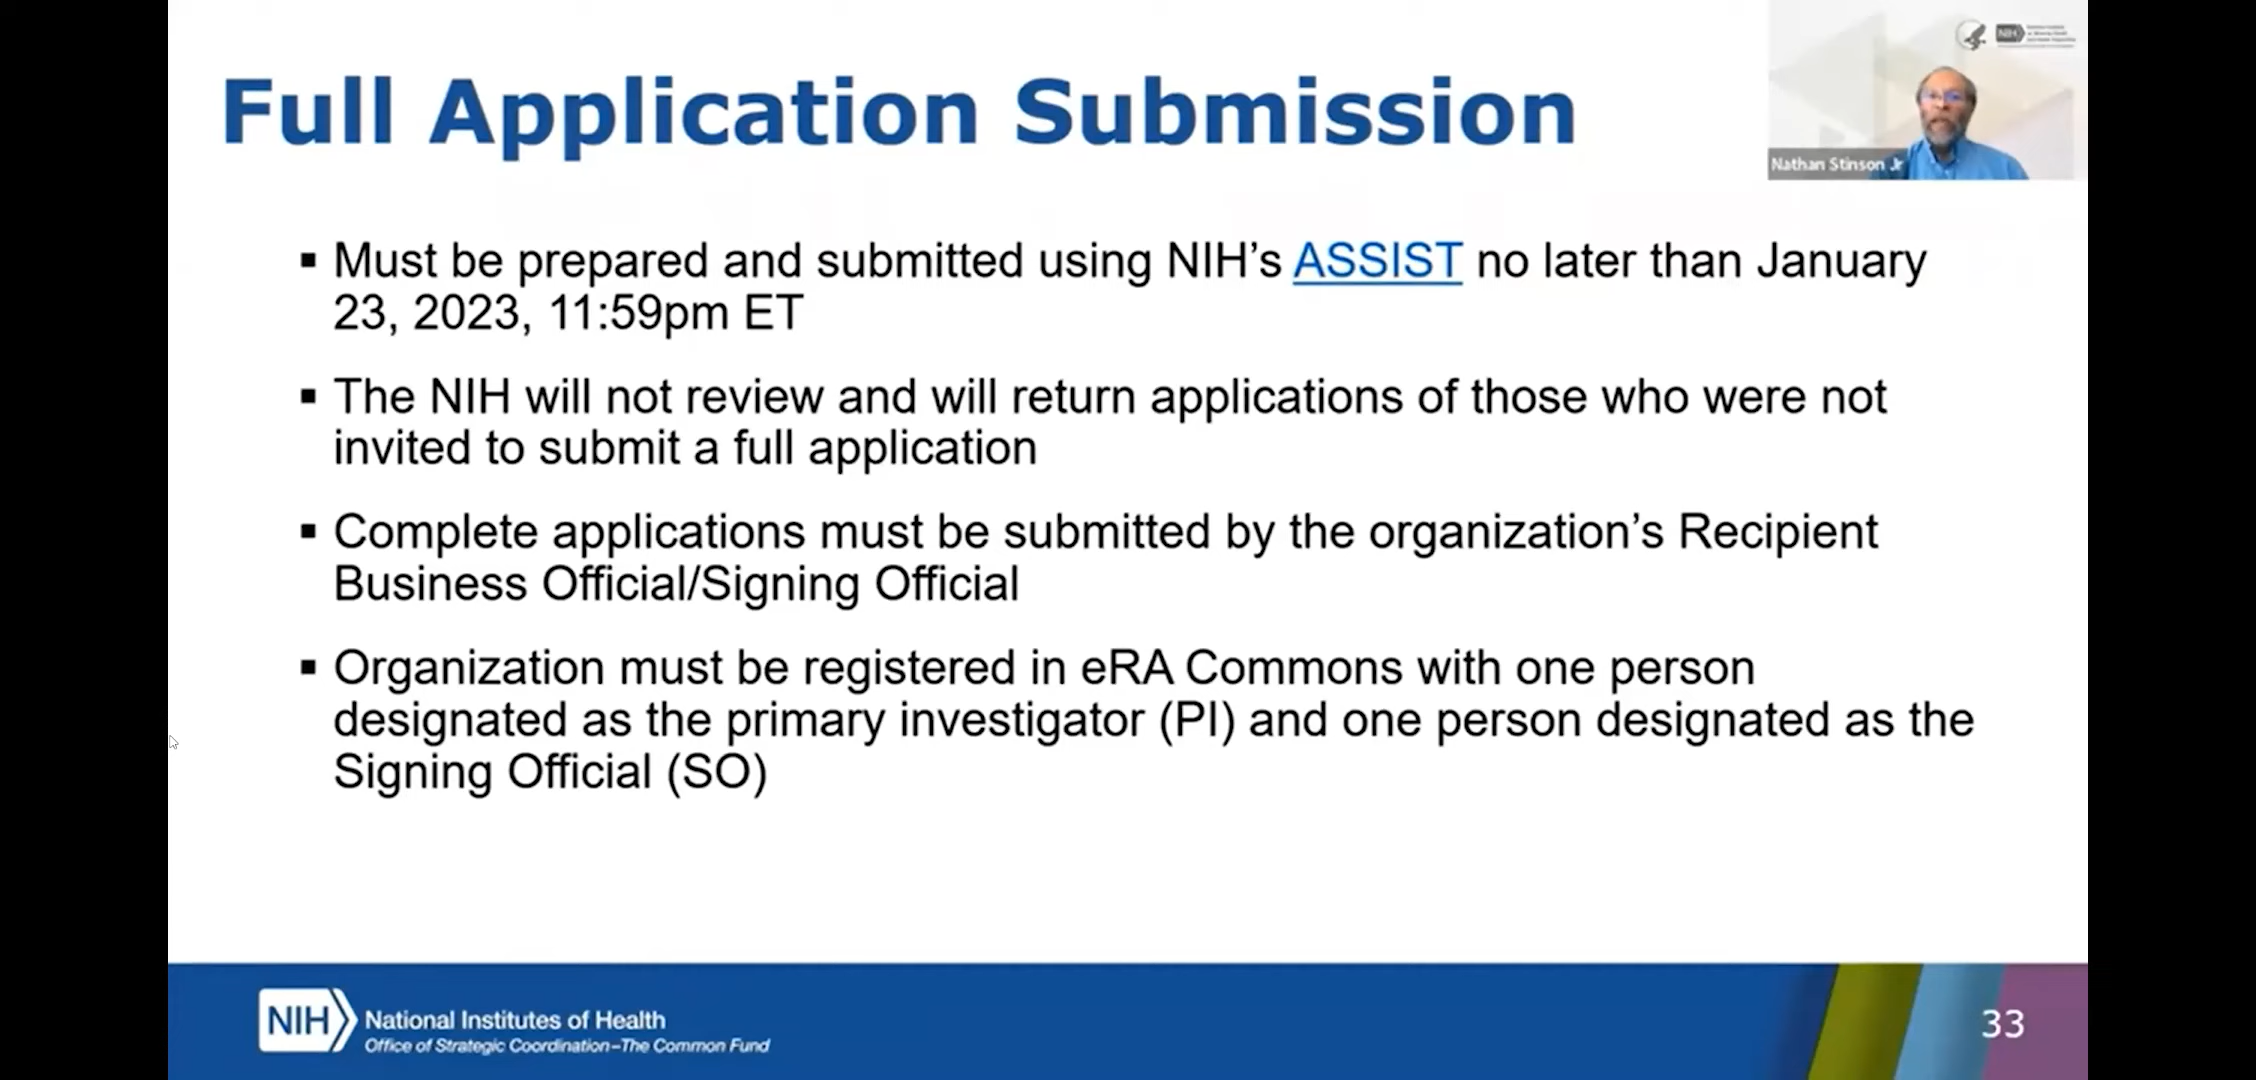 Full Application Submission
NIH
Nathan Stinson Jr
▪ Must be prepared and submitted using NIH’s ASSIST no later than January
23, 2023, 11:59pm ET
▪ The NIH will not review and will return applications of those who were not
invited to submit a full application
▪ Complete applications must be submitted by the organization’s Recipient
Business Official/Signing Official
▪ Organization must be registered in eRA Commons with one person
designated as the primary investigator (PI) and one person designated as the
Signing Official (SO)
NIH National Institutes of Health
Office of Strategic Coordination–The Common Fund
33